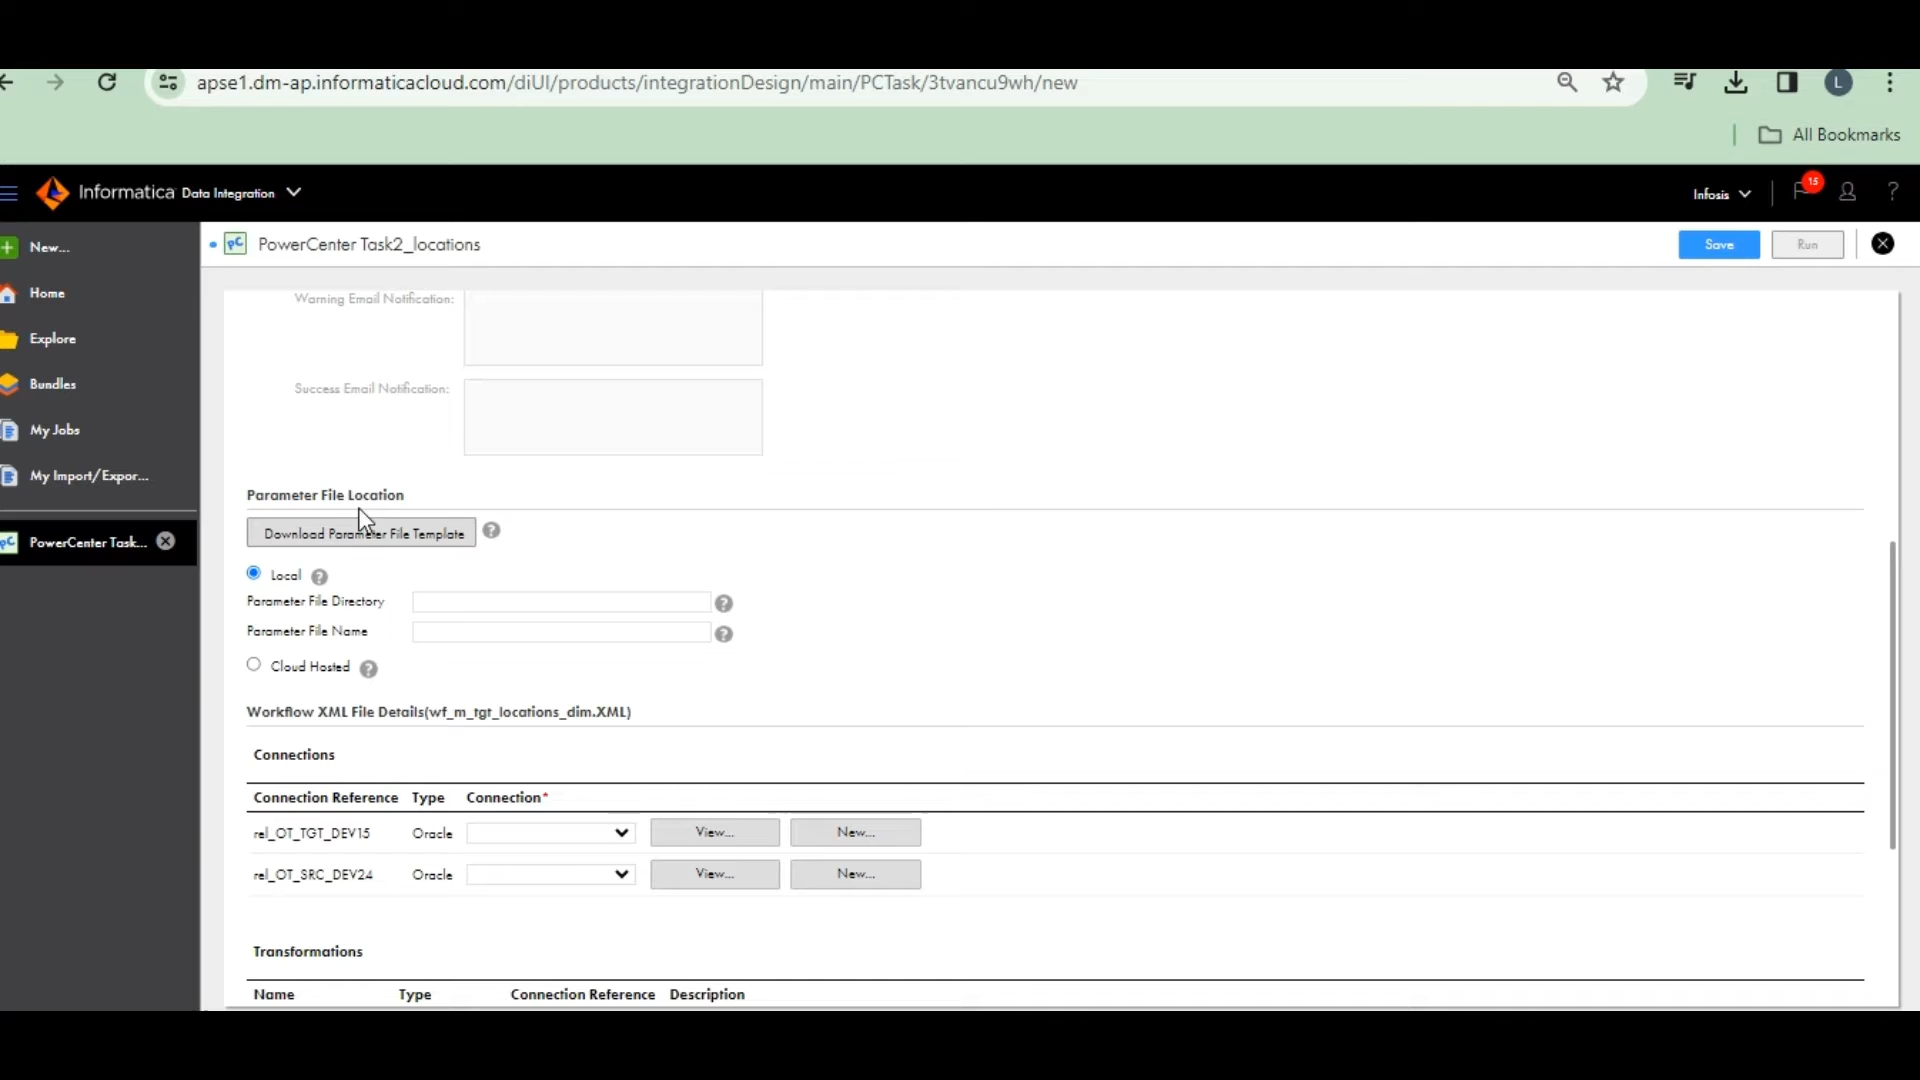 apse1.dm-ap.informaticacloud.com/diUI/products/integrationDesign/main/PCTask/3tvancu9wh/new
L
All Bookmarks
Informatica Data Integration
Infosis
15
?
New...
Home
Explore
Bundles
My Jobs
My Import/Expor...
PC PowerCenter Task...
PC PowerCenter Task2_locations
Save Run
Warning Email Notification:
Success Email Notification:
Parameter File Location
Download Parameter File Template ?
Local ?
Parameter File Directory ?
Parameter File Name ?
Cloud Hosted ?
Workflow XML File Details(wf_m_tgt_locations_dim.XML)
Connections
Connection Reference Type Connection*
rel_OT_TGT_DEV15 Oracle View... New...
rel_OT_SRC_DEV24 Oracle View... New...
Transformations
Name Type Connection Reference Description